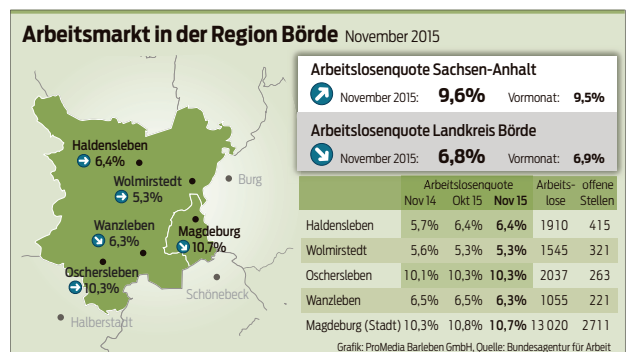 Arbeitsmarkt in der Region Börde November 2015
Arbeitslosenquote Sachsen-Anhalt
November 2015: 9,6% Vormonat: 9,5%
Arbeitslosenquote Landkreis Börde
November 2015: 6,8% Vormonat: 6,9%
Haldensleben
6,4%
Wolmirstedt
5,3%
Burg
Wanzleben
6,3%
Magdeburg
10,7%
Oschersleben
10,3%
Schönebeck
Halberstadt
Arbeitslosenquote Arbeits- offene
Nov 14 Okt 15 Nov 15 lose Stellen
Haldensleben 5,7% 6,4% 6,4% 1910 415
Wolmirstedt 5,6% 5,3% 5,3% 1545 321
Oschersleben 10,1% 10,3% 10,3% 2037 263
Wanzleben 6,5% 6,5% 6,3% 1055 221
Magdeburg (Stadt) 10,3% 10,8% 10,7% 13 020 2711
Grafik: ProMedia Barleben GmbH, Quelle: Bundesagentur für Arbeit